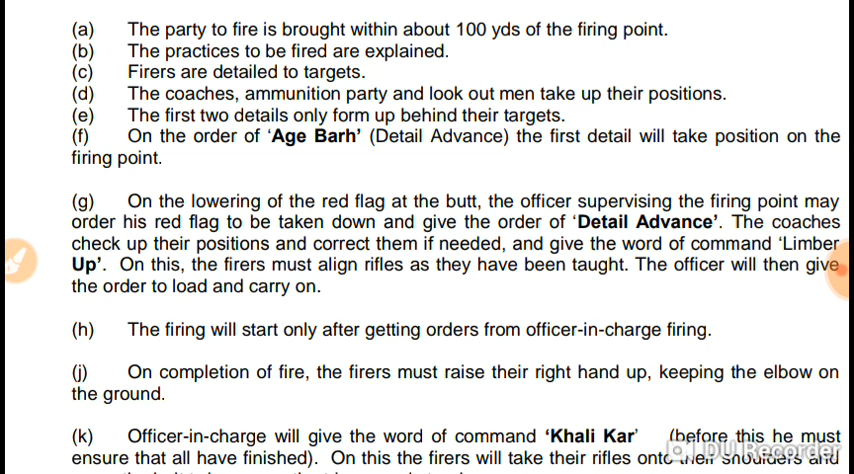 (a) The party to fire is brought within about 100 yds of the firing point.
(b) The practices to be fired are explained.
(c) Firers are detailed to targets.
(d) The coaches, ammunition party and look out men take up their positions.
(e) The first two details only form up behind their targets.
(f) On the order of ‘Age Barh’ (Detail Advance) the first detail will take position on the
firing point.
(g) On the lowering of the red flag at the butt, the officer supervising the firing point may
order his red flag to be taken down and give the order of ‘Detail Advance’. The coaches
check up their positions and correct them if needed, and give the word of command ‘Limber
Up’. On this, the firers must align rifles as they have been taught. The officer will then give
the order to load and carry on.
(h) The firing will start only after getting orders from officer-in-charge firing.
(j) On completion of fire, the firers must raise their right hand up, keeping the elbow on
the ground.
(k) Officer-in-charge will give the word of command ‘Khali Kar’ (before this he must
ensure that all have finished). On this the firers will take their rifles onto their shoulders and
DU Recorder